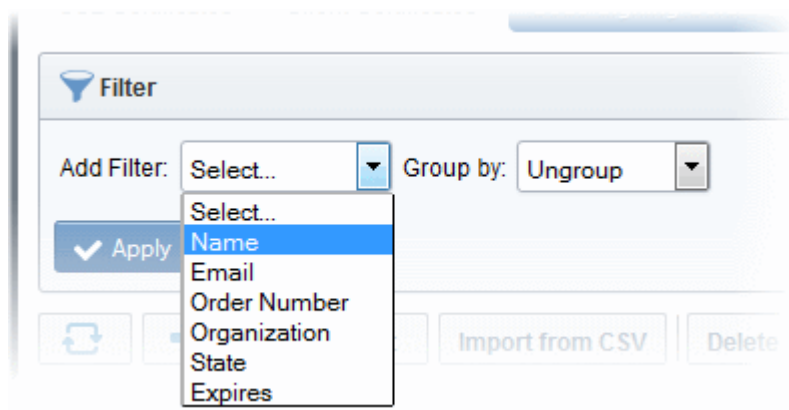 Filter
Add Filter: Select... Group by: Ungroup
Select...
Apply Name
Email
Order Number
Organization
Import from CSV Delete
State
Expires